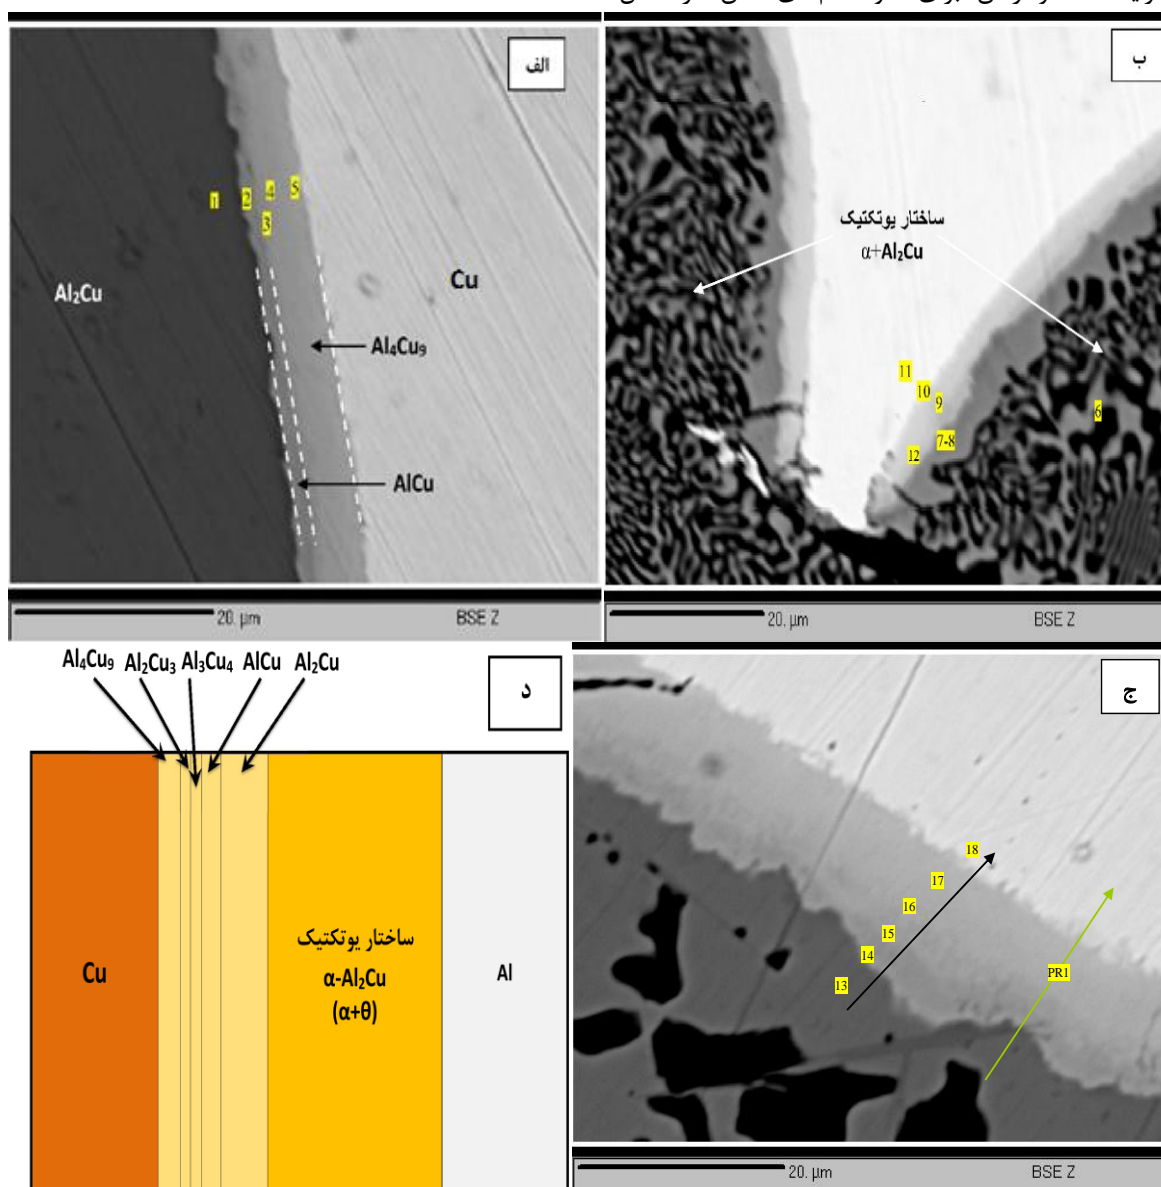 الف
1
2
4
5
3
Al₂Cu
Cu
Al₄Cu₉
AlCu
20. µm
BSE Z
ب
ساختار یوتکتیک
α+Al₂Cu
11
10
9
6
7-8
12
20. µm
BSE Z
Al₄Cu₉ Al₂Cu₃ Al₃Cu₄ AlCu Al₂Cu
د
Cu
ساختار یوتکتیک
α-Al₂Cu
(α+θ)
Al
ج
18
17
16
15
14
13
PR1
20. µm
BSE Z